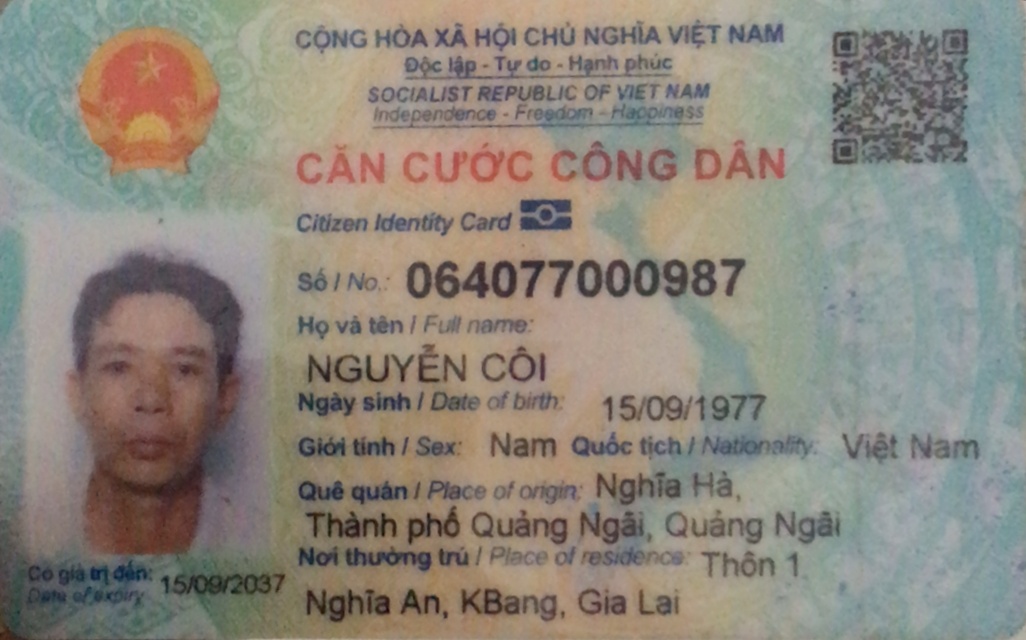 CỘNG HÒA XÃ HỘI CHỦ NGHĨA VIỆT NAM
Độc lập - Tự do - Hạnh phúc
SOCIALIST REPUBLIC OF VIET NAM
Independence - Freedom - Happiness
CĂN CƯỚC CÔNG DÂN
Citizen Identity Card
Số / No.: 064077000987
Họ và tên / Full name:
NGUYỄN CÔI
Ngày sinh / Date of birth: 15/09/1977
Giới tính / Sex: Nam Quốc tịch / Nationality: Việt Nam
Quê quán / Place of origin: Nghĩa Hà,
Thành phố Quảng Ngãi, Quảng Ngãi
Nơi thường trú / Place of residence: Thôn 1
Nghĩa An, KBang, Gia Lai
Có giá trị đến: 15/09/2037
Date of expiry